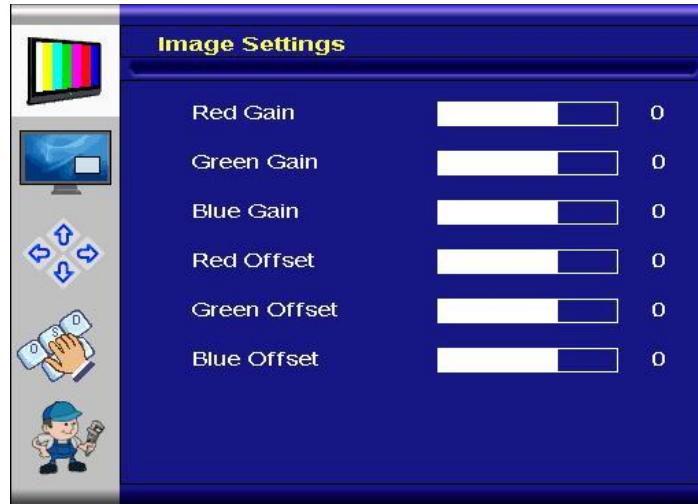 Image Settings
Red Gain 0
Green Gain 0
Blue Gain 0
Red Offset 0
Green Offset 0
Blue Offset 0
O S D